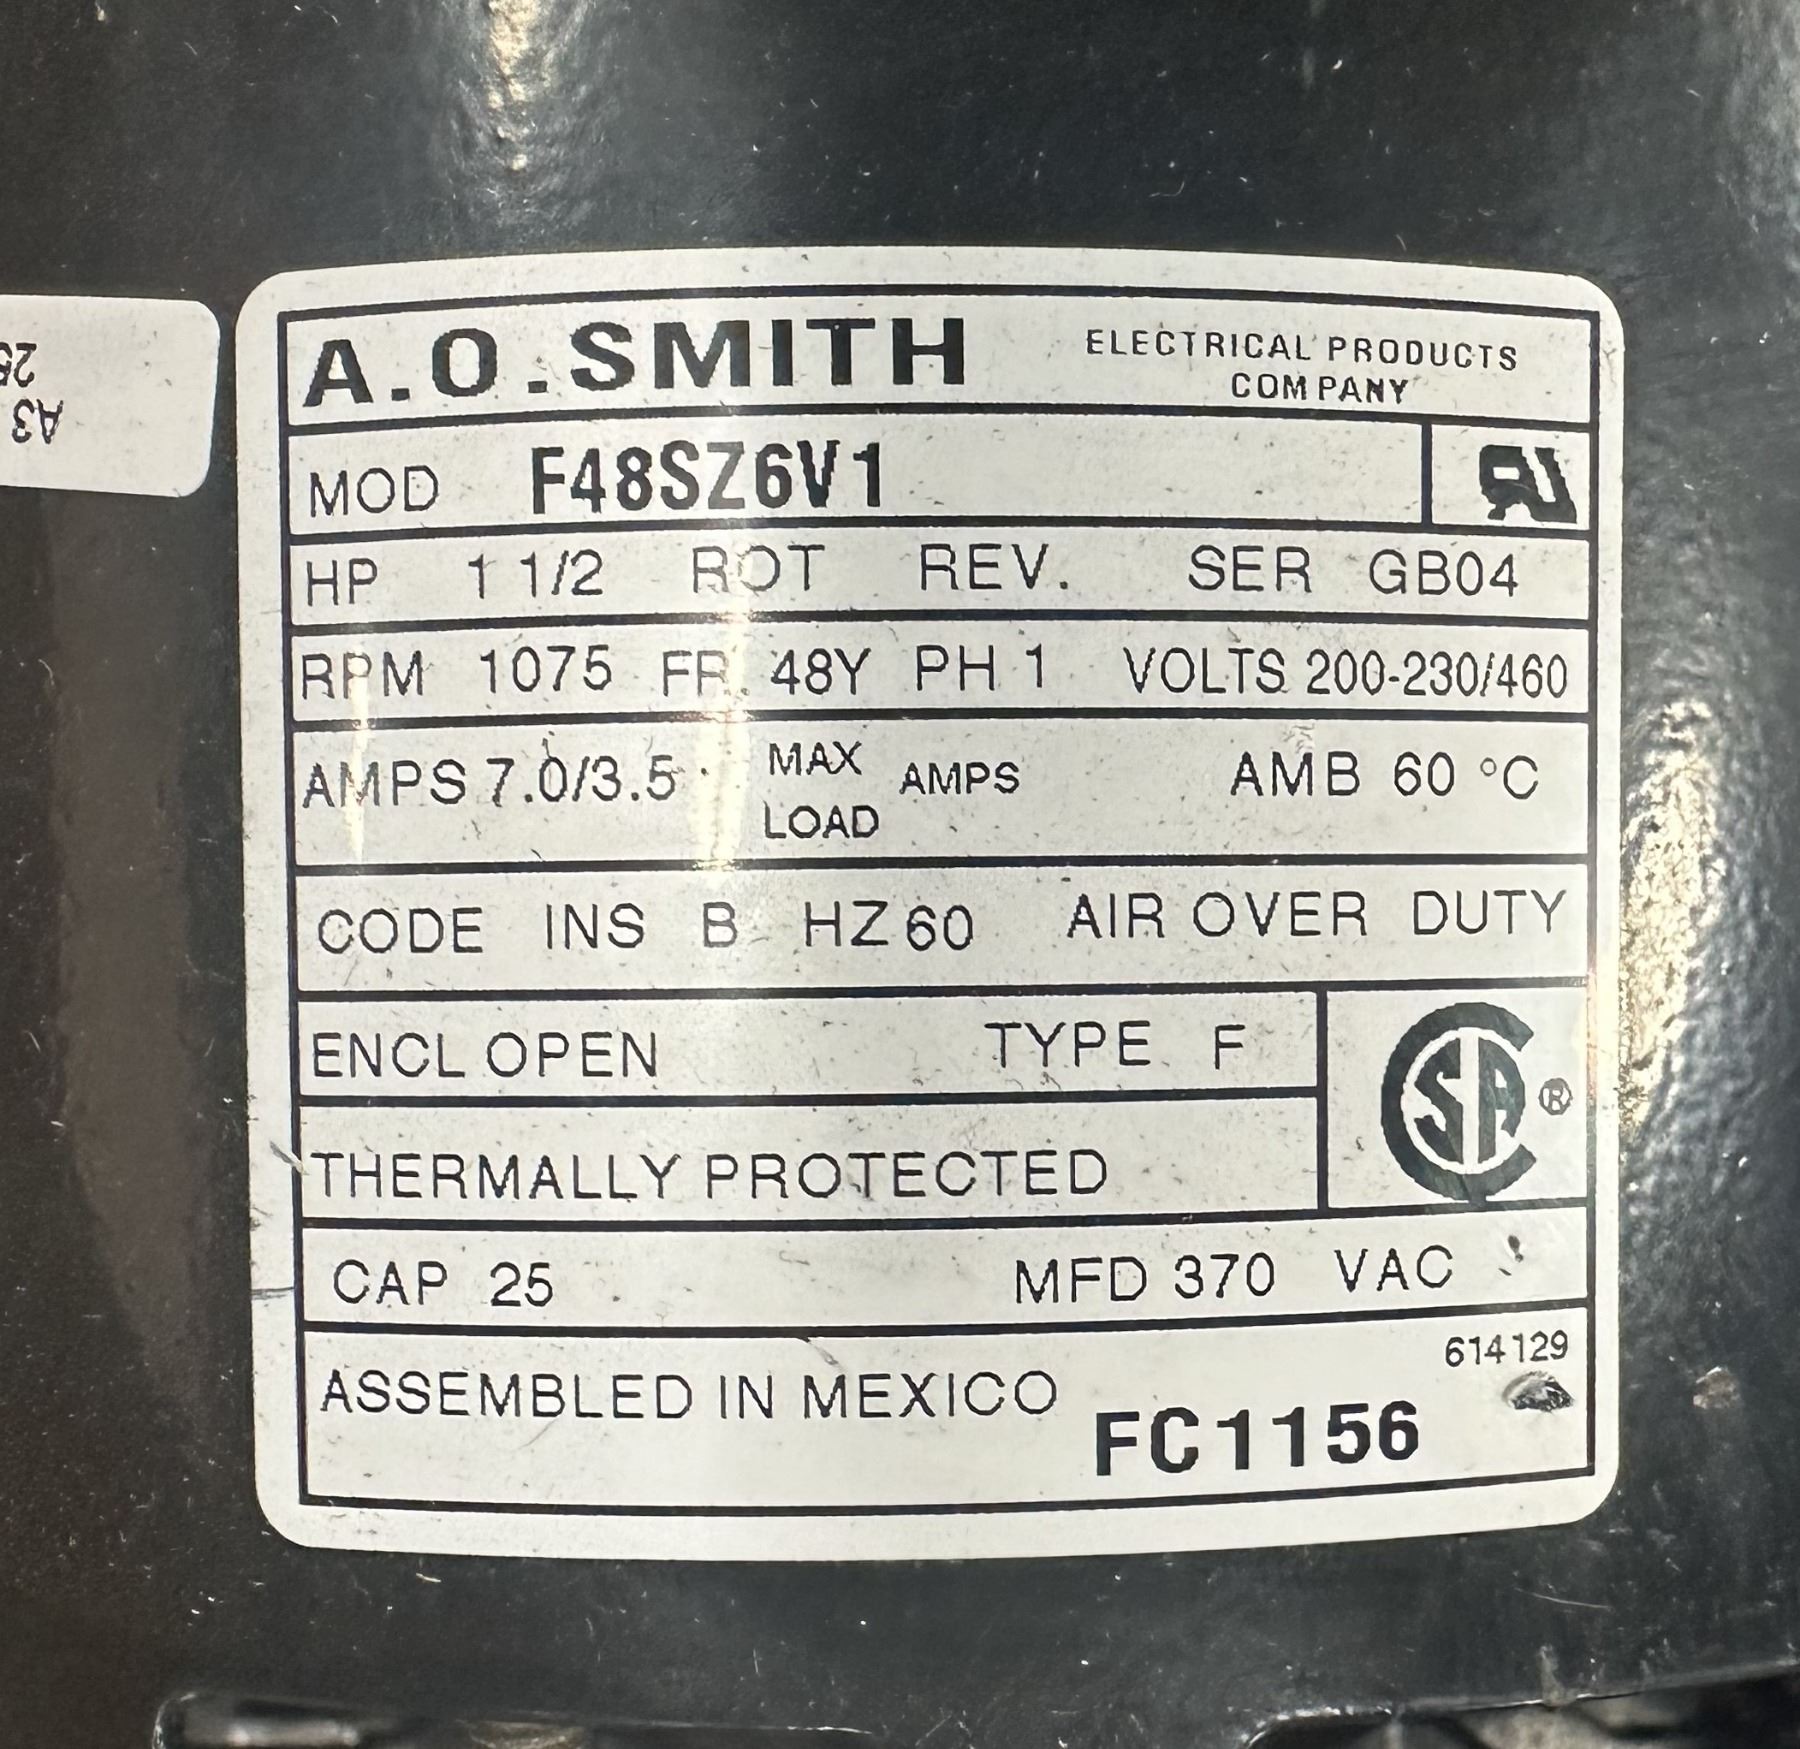 A.O.SMITH ELECTRICAL PRODUCTS COMPANY
MOD F48SZ6V1
HP 1 1/2 ROT REV. SER GB04
RPM 1075 FR. 48Y PH 1 VOLTS 200-230/460
AMPS 7.0/3.5 MAX LOAD AMPS AMB 60 °C
CODE INS B HZ 60 AIR OVER DUTY
ENCL OPEN TYPE F
SA ®
THERMALLY PROTECTED
CAP 25 MFD 370 VAC
614129
ASSEMBLED IN MEXICO FC1156
A3